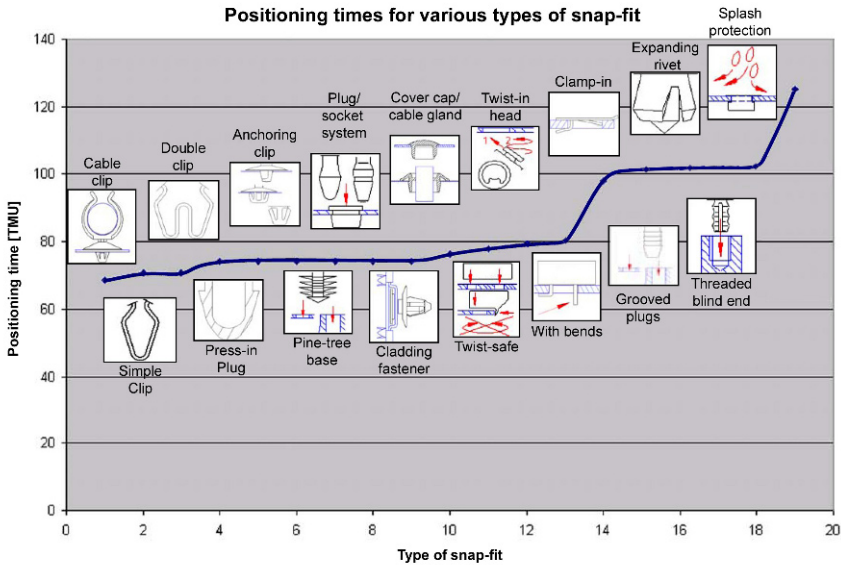 Positioning times for various types of snap-fit
Splash
protection
Expanding
rivet
Clamp-in
Plug/
socket
system
Cover cap/
cable gland
Twist-in
head
Anchoring
clip
Double
clip
Cable
clip
1
2
Simple
Clip
Press-in
Plug
Pine-tree
base
Cladding
fastener
Twist-safe
With bends
Grooved
plugs
Threaded
blind end
Positioning time [TMU]
140
120
100
80
60
40
20
0
0 2 4 6 8 10 12 14 16 18 20
Type of snap-fit